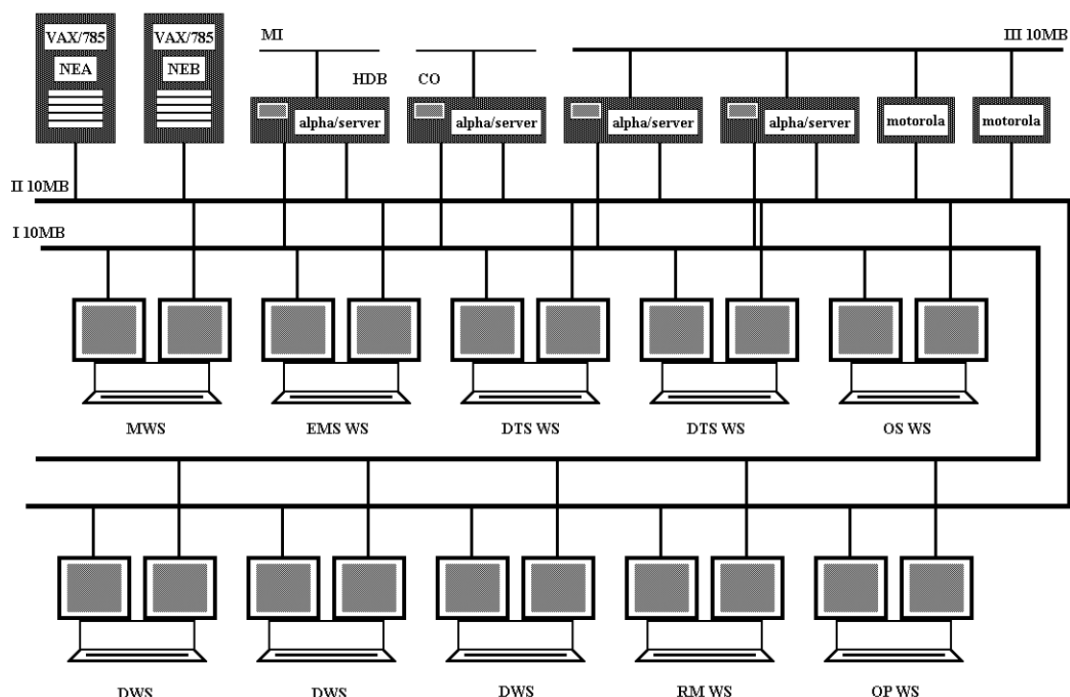 VAX/785
VAX/785
MI
III 10MB
NEA
NEB
HDB
CO
alpha/server
alpha/server
alpha/server
alpha/server
motorola
motorola
II 10MB
I 10MB
MWS
EMS WS
DTS WS
DTS WS
OS WS
DWS
DWS
DWS
RM WS
OP WS